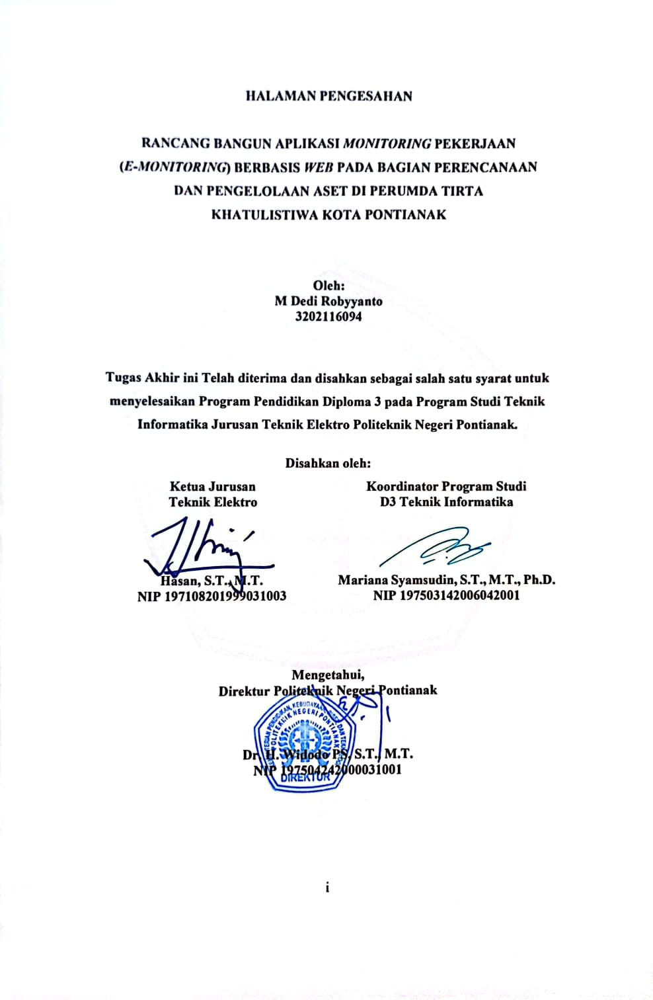 HALAMAN PENGESAHAN
RANCANG BANGUN APLIKASI MONITORING PEKERJAAN
(E-MONITORING) BERBASIS WEB PADA BAGIAN PERENCANAAN
DAN PENGELOLAAN ASET DI PERUMDA TIRTA
KHATULISTIWA KOTA PONTIANAK
Oleh:
M Dedi Robyyanto
3202116094
Tugas Akhir ini Telah diterima dan disahkan sebagai salah satu syarat untuk
menyelesaikan Program Pendidikan Diploma 3 pada Program Studi Teknik
Informatika Jurusan Teknik Elektro Politeknik Negeri Pontianak.
Disahkan oleh:
Ketua Jurusan
Teknik Elektro
Hasan, S.T., M.T.
NIP 197108201999031003
Koordinator Program Studi
D3 Teknik Informatika
Mariana Syamsudin, S.T., M.T., Ph.D.
NIP 197503142006042001
Mengetahui,
Direktur Politeknik Negeri Pontianak
POLITEKNIK NEGERI PONTIANAK
Dr. H. Widodo PS, S.T., M.T.
NIP 197504242000031001
DIREKTUR
i